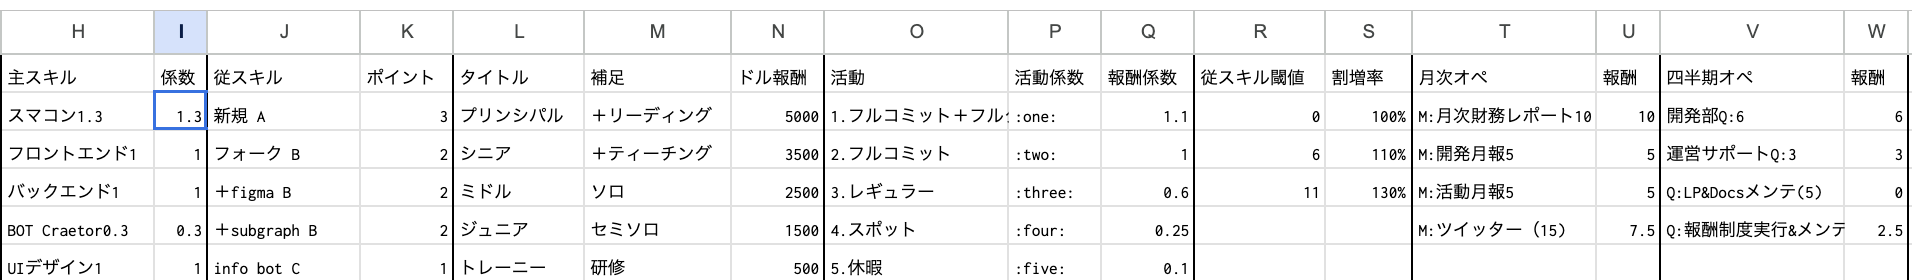 H I J K L M N O P Q R S T U V W
主スキル 係数 従スキル ポイント タイトル 補足 ドル報酬 活動 活動係数 報酬係数 従スキル閾値 割増率 月次オペ 報酬 四半期オペ 報酬
スマコン1.3 1.3 新規 A 3 プリンシパル ＋リーディング 5000 1.フルコミット＋フル :one: 1.1 0 100% M:月次財務レポート10 10 開発部Q:6 6
フロントエンド1 1 フォーク B 2 シニア ＋ティーチング 3500 2.フルコミット :two: 1 6 110% M:開発月報5 5 運営サポートQ:3 3
バックエンド1 1 ＋figma B 2 ミドル ソロ 2500 3.レギュラー :three: 0.6 11 130% M:活動月報5 5 Q:LP&Docsメンテ(5) 0
BOT Craetor0.3 0.3 ＋subgraph B 2 ジュニア セミソロ 1500 4.スポット :four: 0.25 M:ツイッター（15） 7.5 Q:報酬制度実行&メンテ 2.5
UIデザイン1 1 info bot C 1 トレーニー 研修 500 5.休暇 :five: 0.1